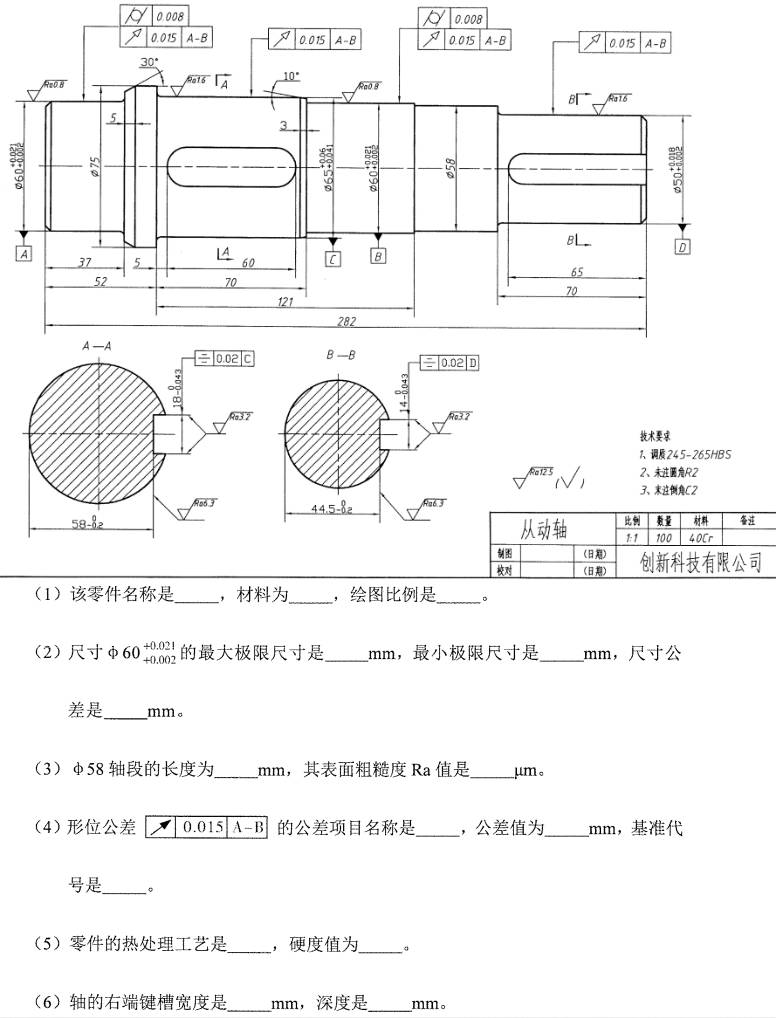 0.008
0.015 A-B
0.015 A-B
0.008
0.015 A-B
0.015 A-B
30°
10°
Ra0.8
Ra1.6
A
Ra0.8
B
Ra1.6
5
3
φ60+0.021 +0.002
φ75
φ65+0.06 +0.041
φ60+0.021 +0.002
φ58
φ50+0.018 +0.002
A
A
C
B
B
D
37
5
60
65
52
70
70
121
282
A—A
0.02 C
18 0 -0.043
Ra3.2
Ra6.3
58 0 -0.2
B—B
0.02 D
14 0 -0.043
Ra3.2
Ra6.3
44.5 0 -0.2
Ra12.5 (√)
技术要求
1、调质245-265HBS
2、未注圆角R2
3、未注倒角C2
从动轴
比例 数量 材料 备注
1:1 100 40Cr
制图 (日期)
校对 (日期)
创新科技有限公司
（1）该零件名称是_____，材料为_____，绘图比例是_____。
（2）尺寸φ60 +0.021 +0.002 的最大极限尺寸是_____mm，最小极限尺寸是_____mm，尺寸公
差是_____mm。
（3）φ58轴段的长度为_____mm，其表面粗糙度 Ra 值是_____μm。
（4）形位公差 ↗ 0.015 A-B 的公差项目名称是_____，公差值为_____mm，基准代
号是_____。
（5）零件的热处理工艺是_____，硬度值为_____。
（6）轴的右端键槽宽度是_____mm，深度是_____mm。